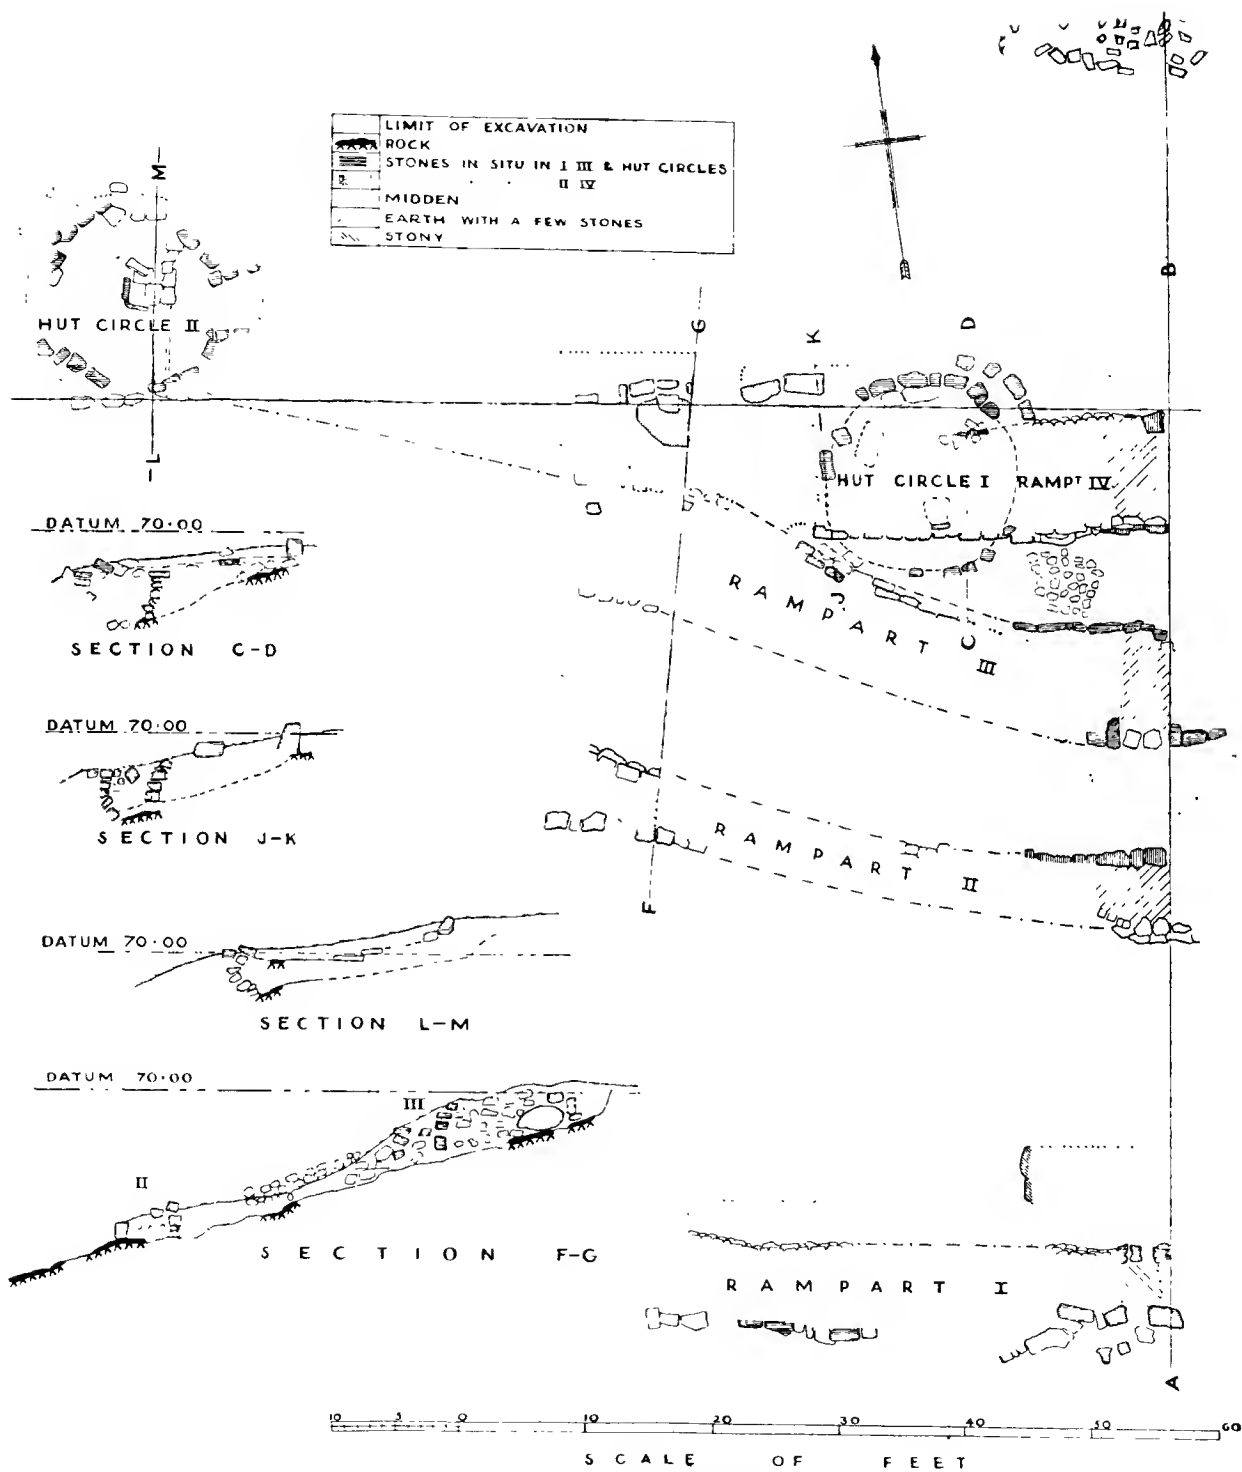 LIMIT OF EXCAVATION
ROCK
STONES IN SITU IN I III & HUT CIRCLES
" " II IV
MIDDEN
EARTH WITH A FEW STONES
STONY
M
HUT CIRCLE II
L
B
G
K
D
HUT CIRCLE I
RAMPT IV
J
C
RAMPART III
RAMPART II
F
DATUM 70·00
SECTION C-D
DATUM 70·00
SECTION J-K
DATUM 70·00
SECTION L-M
DATUM 70·00
III
II
SECTION F-G
RAMPART I
A
10 5 0 10 20 30 40 50 60
SCALE OF FEET